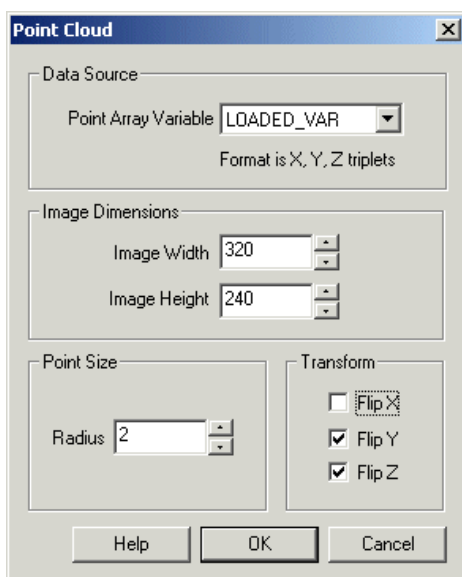 Point Cloud
Data Source
Point Array Variable LOADED_VAR
Format is X, Y, Z triplets
Image Dimensions
Image Width 320
Image Height 240
Point Size
Radius 2
Transform
Flip X
Flip Y
Flip Z
Help OK Cancel